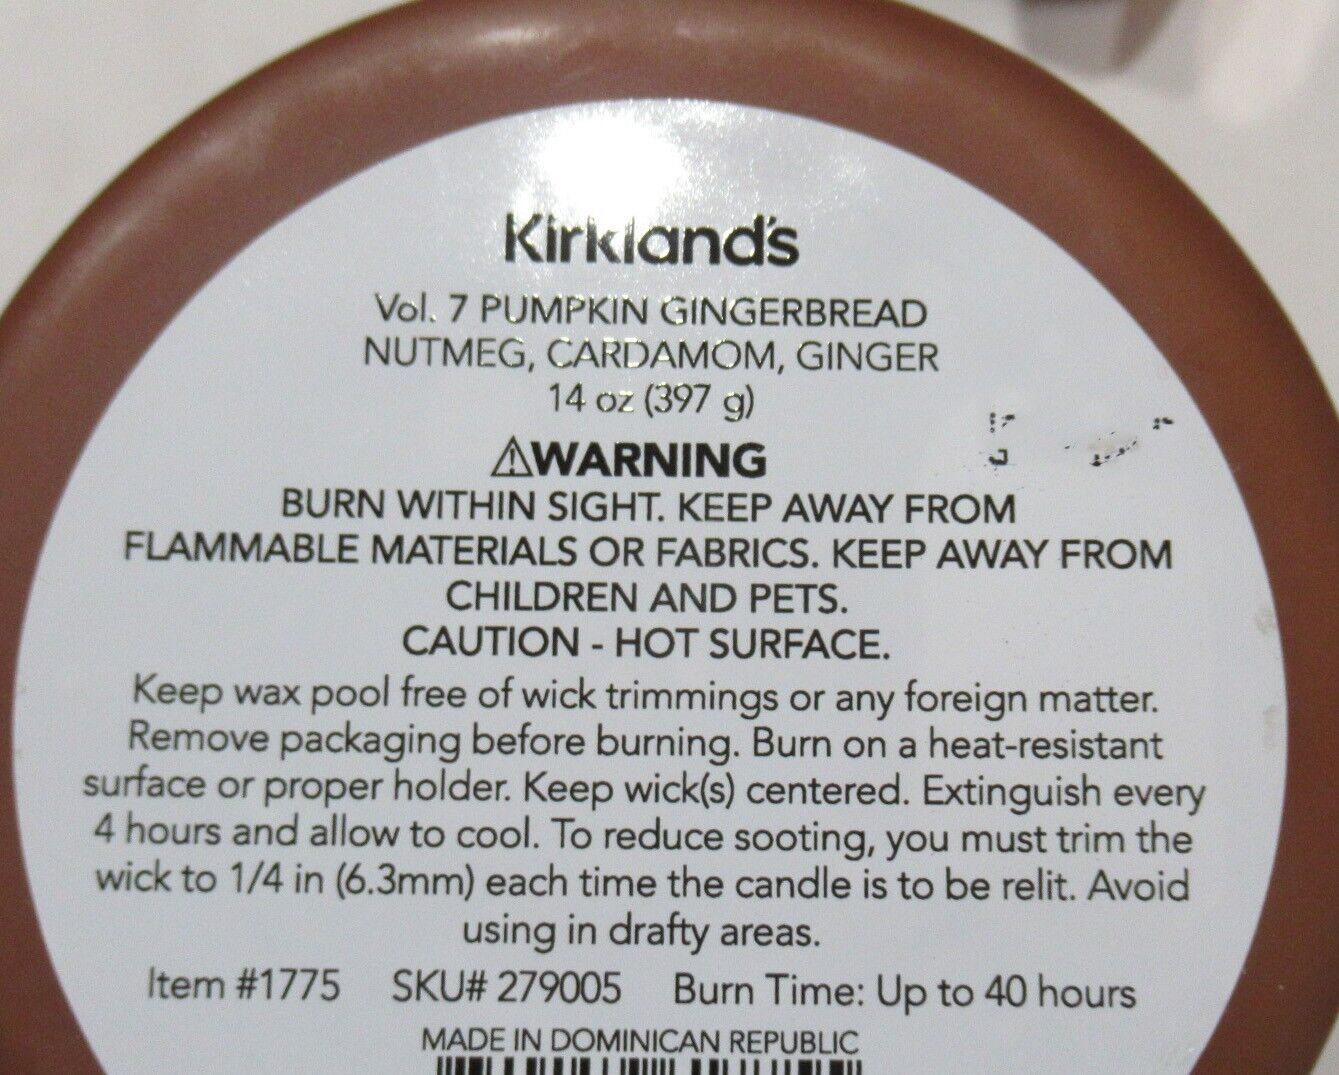 Kirkland's
Vol. 7 PUMPKIN GINGERBREAD
NUTMEG, CARDAMOM, GINGER
14 oz (397 g)
⚠WARNING
BURN WITHIN SIGHT. KEEP AWAY FROM
FLAMMABLE MATERIALS OR FABRICS. KEEP AWAY FROM
CHILDREN AND PETS.
CAUTION - HOT SURFACE.
Keep wax pool free of wick trimmings or any foreign matter.
Remove packaging before burning. Burn on a heat-resistant
surface or proper holder. Keep wick(s) centered. Extinguish every
4 hours and allow to cool. To reduce sooting, you must trim the
wick to 1/4 in (6.3mm) each time the candle is to be relit. Avoid
using in drafty areas.
Item #1775 SKU# 279005 Burn Time: Up to 40 hours
MADE IN DOMINICAN REPUBLIC